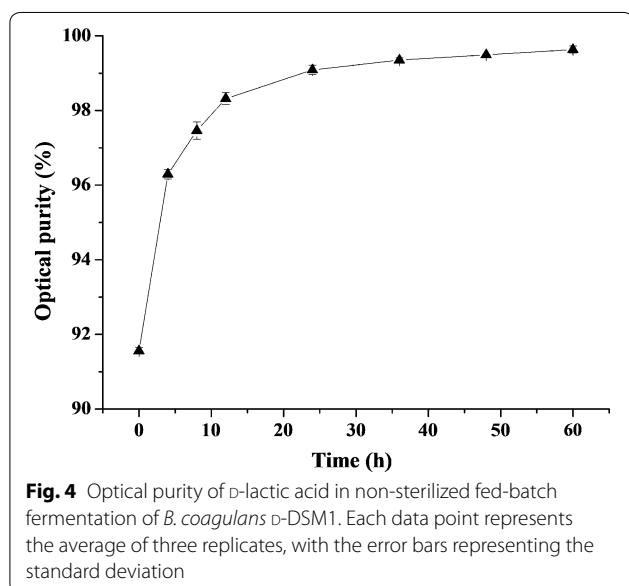 100
98
96
94
92
90
Optical purity (%)
0
10
20
30
40
50
60
Time (h)
Fig. 4 Optical purity of D-lactic acid in non-sterilized fed-batch
fermentation of B. coagulans D-DSM1. Each data point represents
the average of three replicates, with the error bars representing the
standard deviation